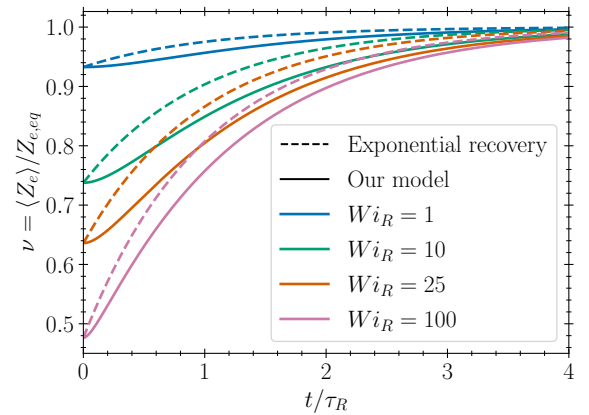 1.0
0.9
0.8
0.7
0.6
0.5
ν = ⟨Z_e⟩/Z_{e,eq}
Exponential recovery
Our model
Wi_R = 1
Wi_R = 10
Wi_R = 25
Wi_R = 100
0 1 2 3 4
t/τ_R